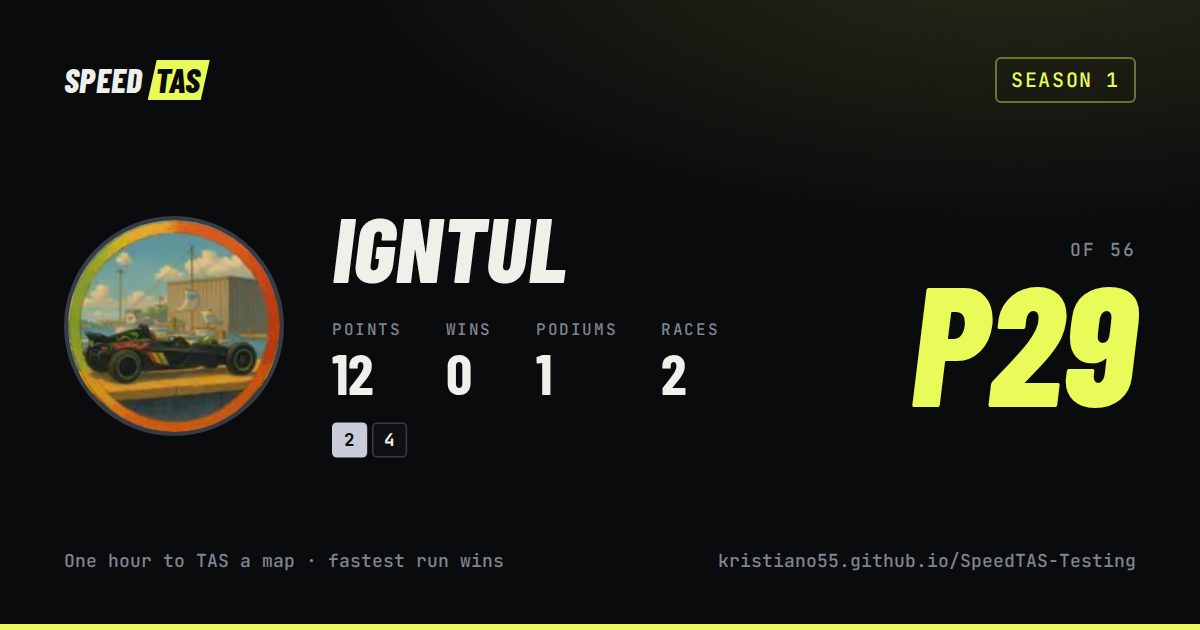 SPEED TAS
SEASON 1
IGNTUL
OF 56
P29
POINTS WINS PODIUMS RACES
12 0 1 2
2 4
One hour to TAS a map · fastest run wins
kristiano55.github.io/SpeedTAS-Testing